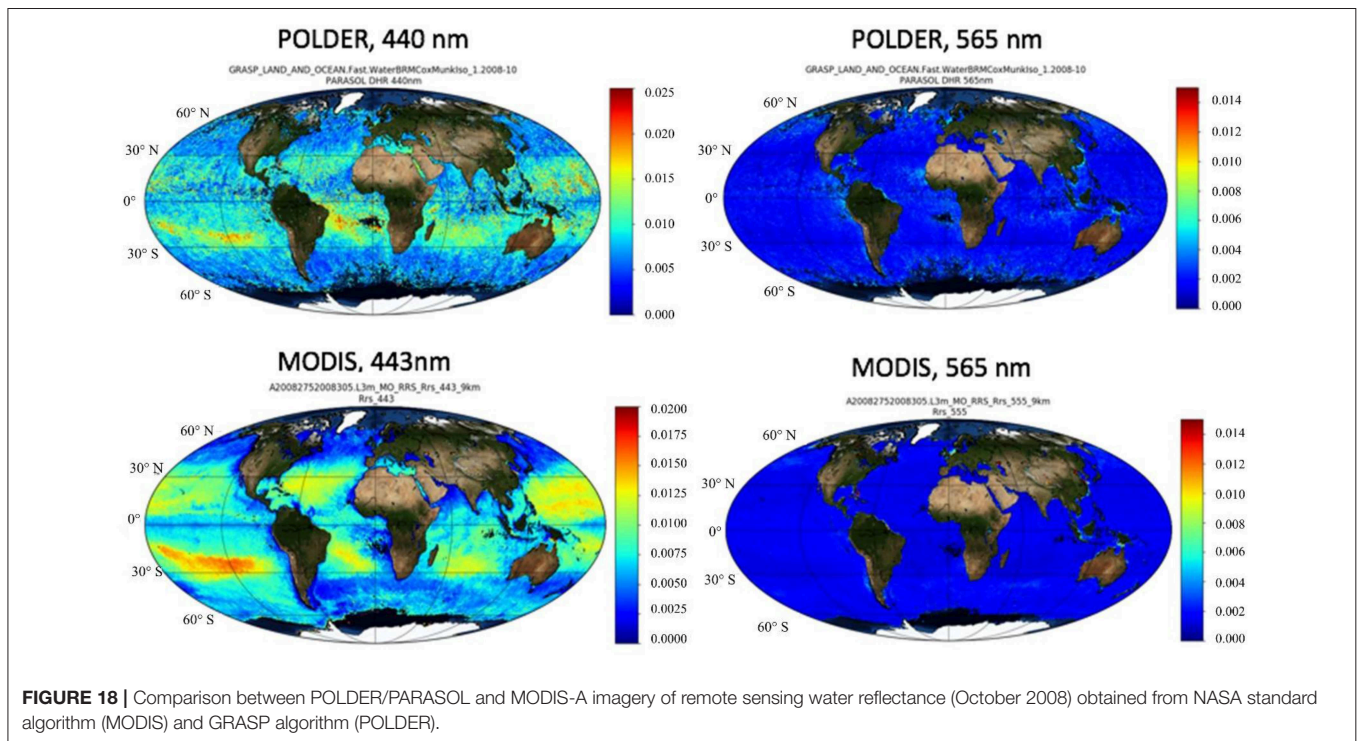 POLDER, 440 nm
GRASP_LAND_AND_OCEAN.Fast.WaterBRMCoxMunkIso_1.2008-10
PARASOL DHR 440nm
60° N
30° N
0°
30° S
60° S
0.025
0.020
0.015
0.010
0.005
0.000
POLDER, 565 nm
GRASP_LAND_AND_OCEAN.Fast.WaterBRMCoxMunkIso_1.2008-10
PARASOL DHR 565nm
60° N
30° N
0°
30° S
60° S
0.014
0.012
0.010
0.008
0.006
0.004
0.002
0.000
MODIS, 443nm
A20082752008305.L3m_MO_RRS_Rrs_443_9km
Rrs_443
60° N
30° N
0°
30° S
60° S
0.0200
0.0175
0.0150
0.0125
0.0100
0.0075
0.0050
0.0025
0.0000
MODIS, 565 nm
A20082752008305.L3m_MO_RRS_Rrs_555_9km
Rrs_555
60° N
30° N
0°
30° S
60° S
0.014
0.012
0.010
0.008
0.006
0.004
0.002
0.000
FIGURE 18 | Comparison between POLDER/PARASOL and MODIS-A imagery of remote sensing water reflectance (October 2008) obtained from NASA standard
algorithm (MODIS) and GRASP algorithm (POLDER).